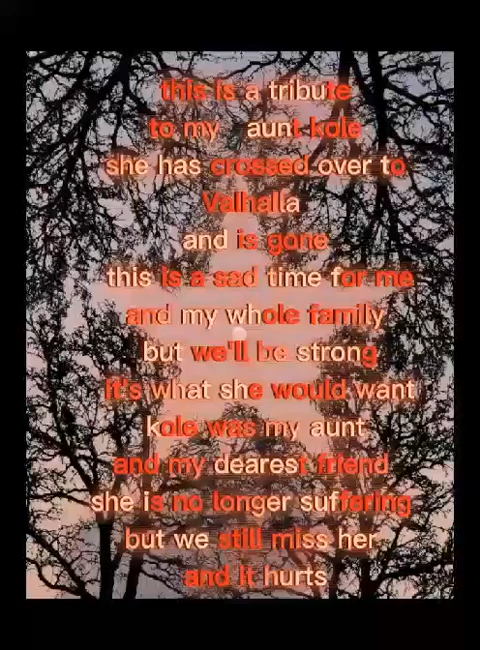 this is a tribute
to my aunt kole
she has crossed over to
Valhalla
and is gone
this is a sad time for me
and my whole family
but we'll be strong
it's what she would want
kole was my aunt
and my dearest friend
she is no longer suffering
but we still miss her
and it hurts